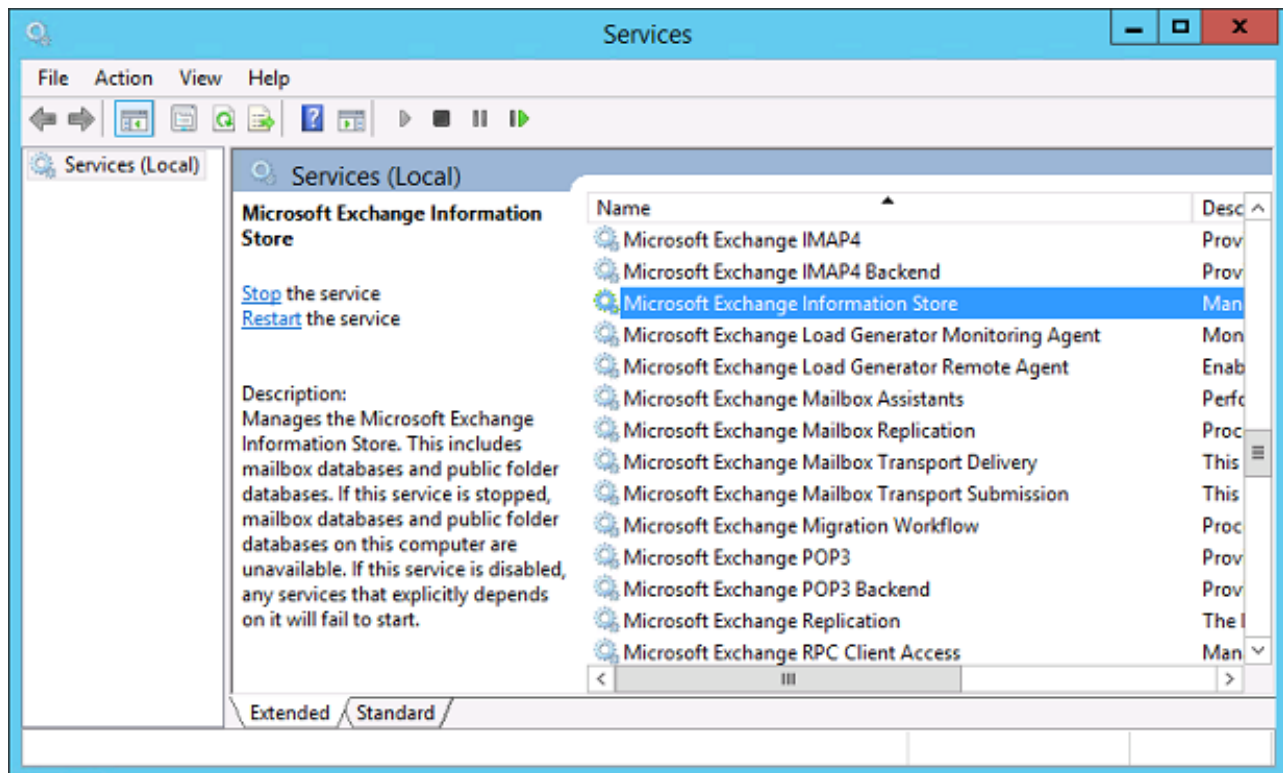 Services
File Action View Help
Services (Local)
Services (Local)
Microsoft Exchange Information
Store
Stop the service
Restart the service
Description:
Manages the Microsoft Exchange
Information Store. This includes
mailbox databases and public folder
databases. If this service is stopped,
mailbox databases and public folder
databases on this computer are
unavailable. If this service is disabled,
any services that explicitly depends
on it will fail to start.
Name Desc
Microsoft Exchange IMAP4 Prov
Microsoft Exchange IMAP4 Backend Prov
Microsoft Exchange Information Store Man
Microsoft Exchange Load Generator Monitoring Agent Mon
Microsoft Exchange Load Generator Remote Agent Enab
Microsoft Exchange Mailbox Assistants Perfo
Microsoft Exchange Mailbox Replication Proc
Microsoft Exchange Mailbox Transport Delivery This
Microsoft Exchange Mailbox Transport Submission This
Microsoft Exchange Migration Workflow Proc
Microsoft Exchange POP3 Prov
Microsoft Exchange POP3 Backend Prov
Microsoft Exchange Replication The
Microsoft Exchange RPC Client Access Man
Extended Standard